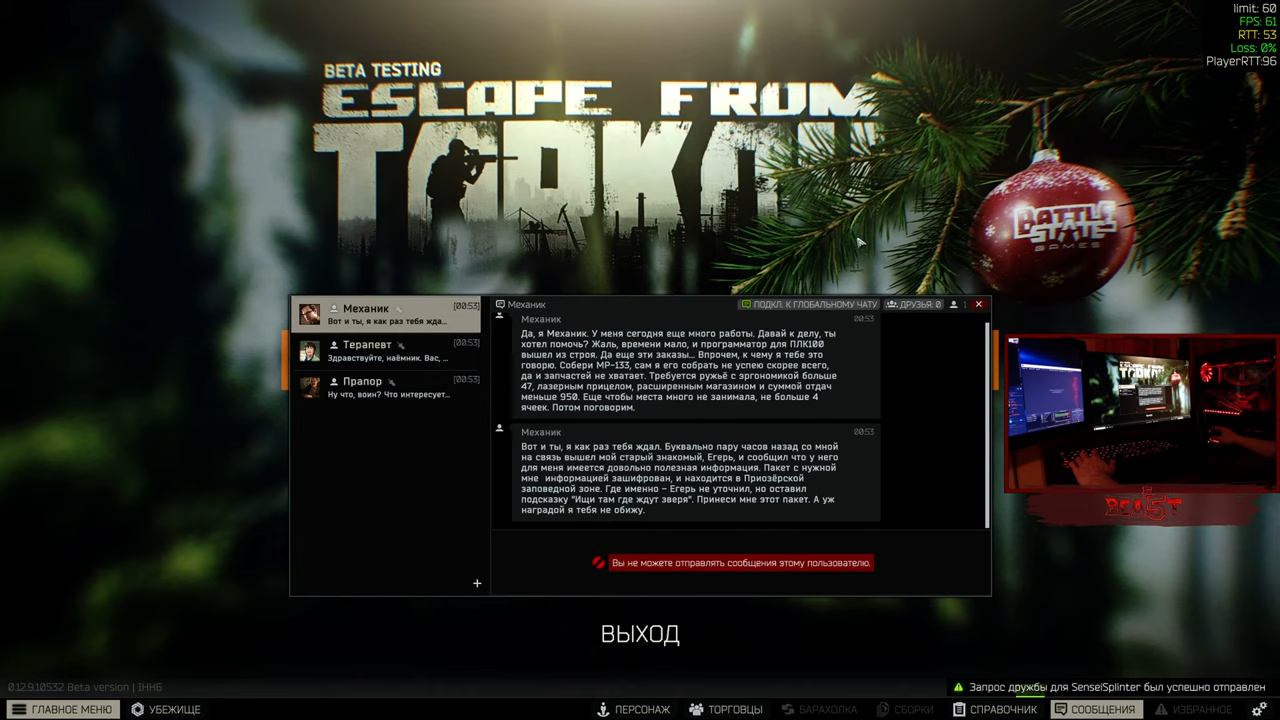 limit: 60
FPS: 61
RTT: 53
Loss: 0%
PlayerRTT:96
BETA TESTING
ESCAPE FROM
TARKOV
BATTLE
STATE
GAMES
Механик
[00:53]
Вот и ты, я как раз тебя жда...
Терапевт
[00:53]
Здравствуйте, наёмник. Вас, ...
Прапор
[00:53]
Ну что, воин? Что интересует...
+
Механик
ПОДКЛ. К ГЛОБАЛЬНОМУ ЧАТУ
ДРУЗЬЯ: 0
1
Механик
00:53
Да, я Механик. У меня сегодня еще много работы. Давай к делу, ты
хотел помочь? Жаль, времени мало, и программатор для ПЛК100
вышел из строя. Да еще эти заказы... Впрочем, к чему я тебе это
говорю. Собери МР-133, сам я его собрать не успею скорее всего,
да и запчастей не хватает. Требуется ружьё с эргономикой больше
47, лазерным прицелом, расширенным магазином и суммой отдач
меньше 950. Еще чтобы места много не занимала, не больше 4
ячеек. Потом поговорим.
Механик
00:53
Вот и ты, я как раз тебя ждал. Буквально пару часов назад со мной
на связь вышел мой старый знакомый, Егерь, и сообщил что у него
для меня имеется довольно полезная информация. Пакет с нужной
мне информацией зашифрован, и находится в Приозёрской
заповедной зоне. Где именно – Егерь не уточнил, но оставил
подсказку "Ищи там где ждут зверя". Принеси мне этот пакет. А уж
наградой я тебя не обижу.
Вы не можете отправлять сообщения этому пользователю.
ВЫХОД
BEA5T
0.12.9.10532 Beta version | IHH6
Запрос дружбы для SenseiSplinter был успешно отправлен
ГЛАВНОЕ МЕНЮ
УБЕЖИЩЕ
ПЕРСОНАЖ
ТОРГОВЦЫ
БАРАХОЛКА
СБОРКИ
СПРАВОЧНИК
СООБЩЕНИЯ
ИЗБРАННОЕ